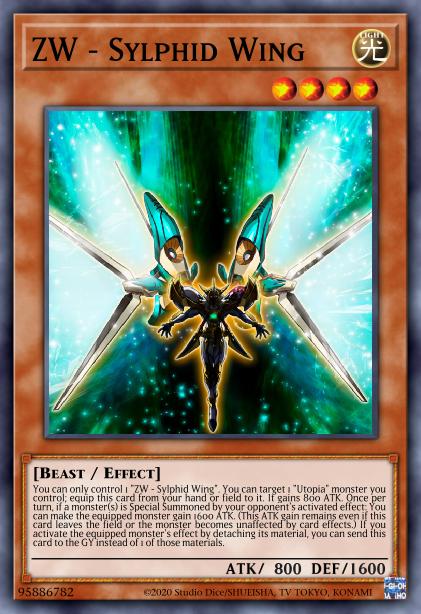 ZW - Sylphid Wing
LIGHT
光
[Beast / Effect]
You can only control 1 "ZW - Sylphid Wing". You can target 1 "Utopia" monster you
control; equip this card from your hand or field to it. It gains 800 ATK. Once per
turn, if a monster(s) is Special Summoned by your opponent's activated effect: You
can make the equipped monster gain 1600 ATK. (This ATK gain remains even if this
card leaves the field or the monster becomes unaffected by card effects.) If you
activate the equipped monster's effect by detaching its material, you can send this
card to the GY instead of 1 of those materials.
ATK/ 800 DEF/1600
95886782
©2020 Studio Dice/SHUEISHA, TV TOKYO, KONAMI